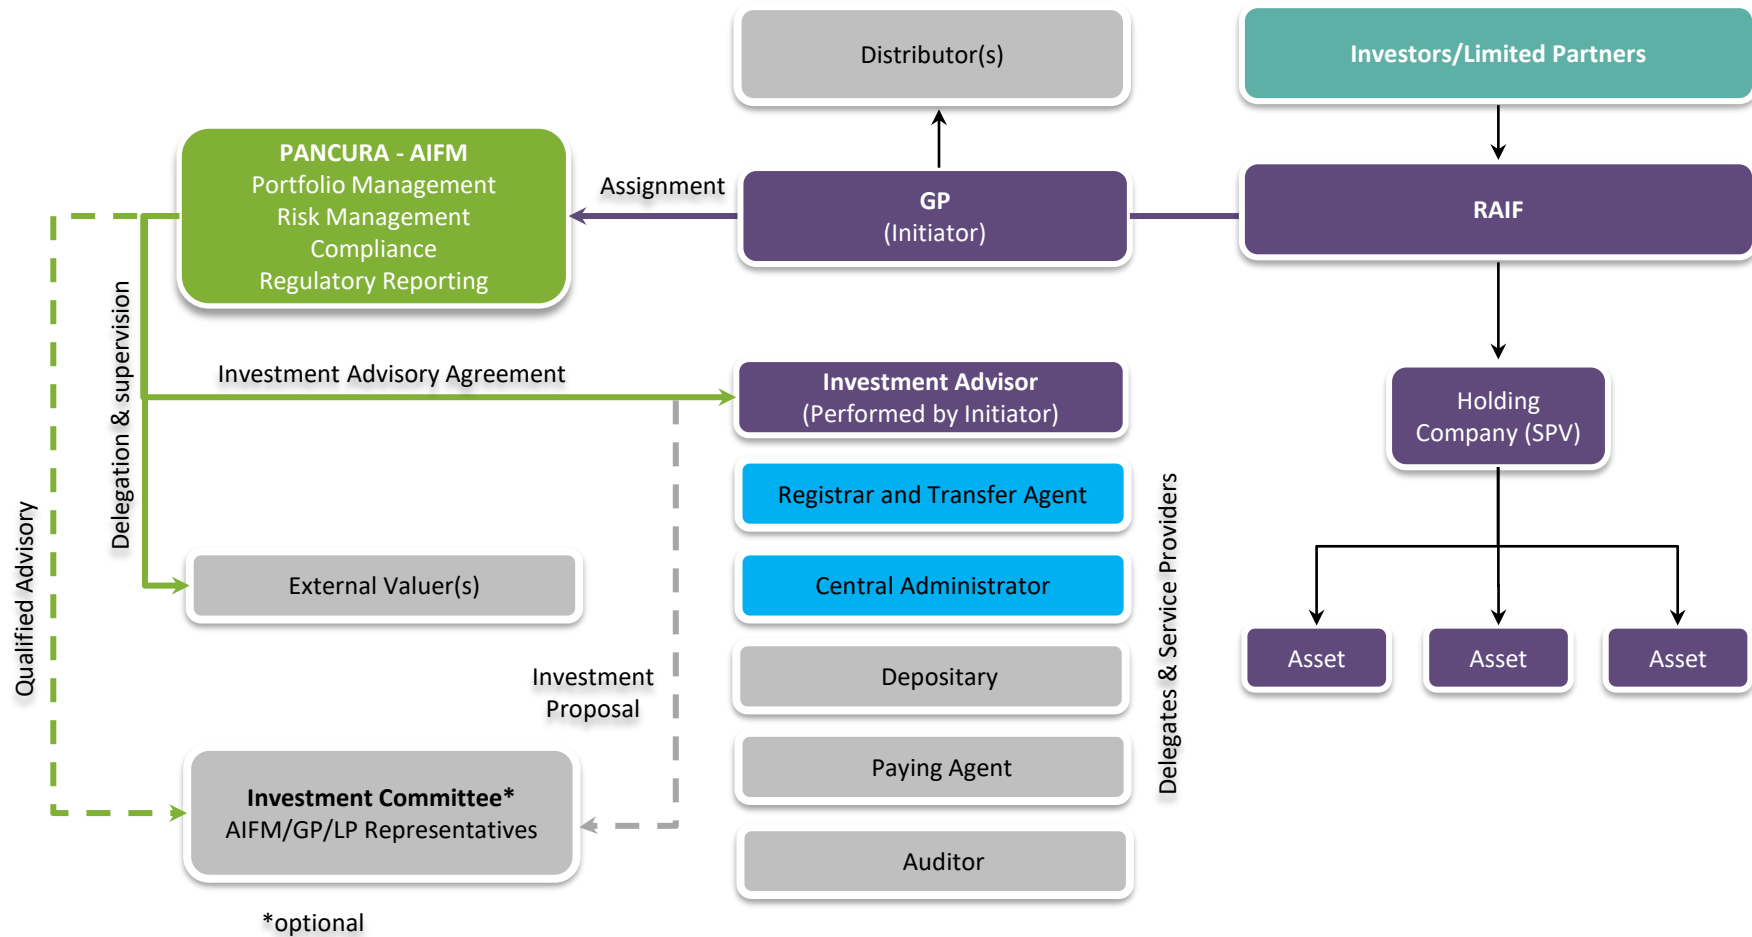 Distributor(s)
Investors/Limited Partners
PANCURA - AIFM
Portfolio Management
Risk Management
Compliance
Regulatory Reporting
Assignment
GP
(Initiator)
RAIF
Delegation & supervision
Qualified Advisory
Investment Advisory Agreement
Investment Advisor
(Performed by Initiator)
Holding
Company (SPV)
Registrar and Transfer Agent
External Valuer(s)
Central Administrator
Delegates & Service Providers
Asset
Asset
Asset
Investment
Proposal
Depositary
Paying Agent
Investment Committee*
AIFM/GP/LP Representatives
Auditor
*optional